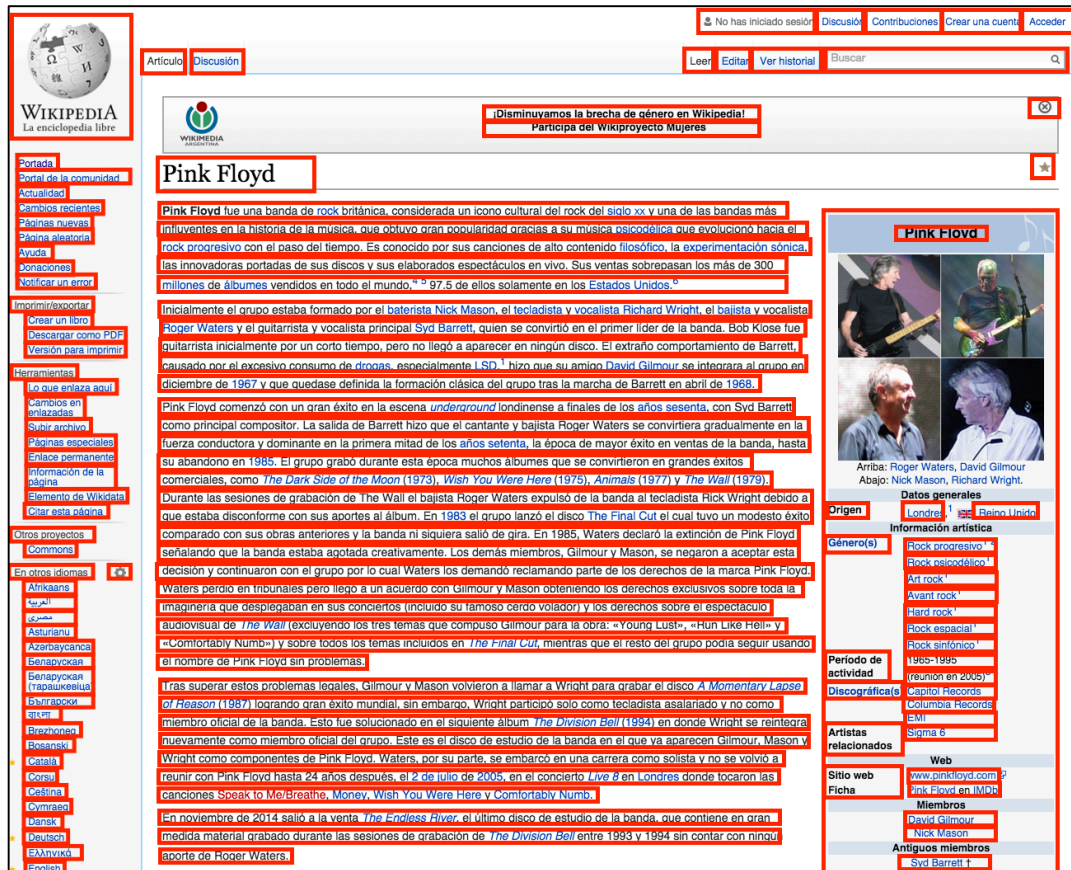 No has iniciado sesión Discusión Contribuciones Crear una cuenta Acceder
WIKIPEDIA
La enciclopedia libre
Artículo Discusión
Leer Editar Ver historial Buscar
WIKIMEDIA
ARGENTINA
¡Disminuyamos la brecha de género en Wikipedia!
Participa del Wikiproyecto Mujeres
Portada
Portal de la comunidad
Actualidad
Cambios recientes
Páginas nuevas
Página aleatoria
Ayuda
Donaciones
Notificar un error
Imprimir/exportar
Crear un libro
Descargar como PDF
Versión para imprimir
Herramientas
Lo que enlaza aquí
Cambios en
enlazadas
Subir archivo
Páginas especiales
Enlace permanente
Información de la
página
Elemento de Wikidata
Citar esta página
Otros proyectos
Commons
En otros idiomas
Afrikaans
العربية
مصرى
Asturianu
Azərbaycanca
Беларуская
Беларуская
(тарашкевіца)
Български
বাংলা
Brezhoneg
Bosanski
Català
Corsu
Čeština
Cymraeg
Dansk
Deutsch
Ελληνικά
English
Pink Floyd
Pink Floyd fue una banda de rock británica, considerada un icono cultural del rock del siglo XX y una de las bandas más
influyentes en la historia de la música, que obtuvo gran popularidad gracias a su música psicodélica que evolucionó hacia el
rock progresivo con el paso del tiempo. Es conocido por sus canciones de alto contenido filosófico, la experimentación sónica,
las innovadoras portadas de sus discos y sus elaborados espectáculos en vivo. Sus ventas sobrepasan los más de 300
millones de álbumes vendidos en todo el mundo,4 5 97.5 de ellos solamente en los Estados Unidos.6
Inicialmente el grupo estaba formado por el baterista Nick Mason, el tecladista y vocalista Richard Wright, el bajista y vocalista
Roger Waters y el guitarrista y vocalista principal Syd Barrett, quien se convirtió en el primer líder de la banda. Bob Klose fue
guitarrista inicialmente por un corto tiempo, pero no llegó a aparecer en ningún disco. El extraño comportamiento de Barrett,
causado por el excesivo consumo de drogas, especialmente LSD,1 hizo que su amigo David Gilmour se integrara al grupo en
diciembre de 1967 y que quedase definida la formación clásica del grupo tras la marcha de Barrett en abril de 1968.
Pink Floyd comenzó con un gran éxito en la escena underground londinense a finales de los años sesenta, con Syd Barrett
como principal compositor. La salida de Barrett hizo que el cantante y bajista Roger Waters se convirtiera gradualmente en la
fuerza conductora y dominante en la primera mitad de los años setenta, la época de mayor éxito en ventas de la banda, hasta
su abandono en 1985. El grupo grabó durante esta época muchos álbumes que se convirtieron en grandes éxitos
comerciales, como The Dark Side of the Moon (1973), Wish You Were Here (1975), Animals (1977) y The Wall (1979).
Durante las sesiones de grabación de The Wall el bajista Roger Waters expulsó de la banda al tecladista Rick Wright debido a
que estaba disconforme con sus aportes al álbum. En 1983 el grupo lanzó el disco The Final Cut el cual tuvo un modesto éxito
comparado con sus obras anteriores y la banda ni siquiera salió de gira. En 1985, Waters declaró la extinción de Pink Floyd
señalando que la banda estaba agotada creativamente. Los demás miembros, Gilmour y Mason, se negaron a aceptar esta
decisión y continuaron con el grupo por lo cual Waters los demandó reclamando parte de los derechos de la marca Pink Floyd.
Waters perdió en tribunales pero llegó a un acuerdo con Gilmour y Mason obteniendo los derechos exclusivos sobre toda la
imaginería que desplegaban en sus conciertos (incluido su famoso cerdo volador) y los derechos sobre el espectáculo
audiovisual de The Wall (excluyendo los tres temas que compuso Gilmour para la obra: «Young Lust», «Run Like Hell» y
«Comfortably Numb») y sobre todos los temas incluidos en The Final Cut, mientras que el resto del grupo podía seguir usando
el nombre de Pink Floyd sin problemas.
Tras superar estos problemas legales, Gilmour y Mason volvieron a llamar a Wright para grabar el disco A Momentary Lapse
of Reason (1987) logrando gran éxito mundial, sin embargo, Wright participó solo como tecladista asalariado y no como
miembro oficial de la banda. Esto fue solucionado en el siguiente álbum The Division Bell (1994) en donde Wright se reintegra
nuevamente como miembro oficial del grupo. Este es el disco de estudio de la banda en el que ya aparecen Gilmour, Mason y
Wright como componentes de Pink Floyd. Waters, por su parte, se embarcó en una carrera como solista y no se volvió a
reunir con Pink Floyd hasta 24 años después, el 2 de julio de 2005, en el concierto Live 8 en Londres donde tocaron las
canciones Speak to Me/Breathe, Money, Wish You Were Here y Comfortably Numb.
En noviembre de 2014 salió a la venta The Endless River, el último disco de estudio de la banda, que contiene en gran
medida material grabado durante las sesiones de grabación de The Division Bell entre 1993 y 1994 sin contar con ningún
aporte de Roger Waters.
Pink Floyd
Arriba: Roger Waters, David Gilmour
Abajo: Nick Mason, Richard Wright.
Datos generales
Origen Londres,1 Reino Unido
Información artística
Género(s) Rock progresivo1 2
Rock psicodélico1
Art rock1
Avant rock1
Hard rock1
Rock espacial1
Rock sinfónico1
Período de
actividad
1965-1995
(reunión en 2005)3
Discográfica(s) Capitol Records
Columbia Records
EMI
Artistas
relacionados
Sigma 6
Web
Sitio web www.pinkfloyd.com
Ficha Pink Floyd en IMDb
Miembros
David Gilmour
Nick Mason
Antiguos miembros
Syd Barrett †